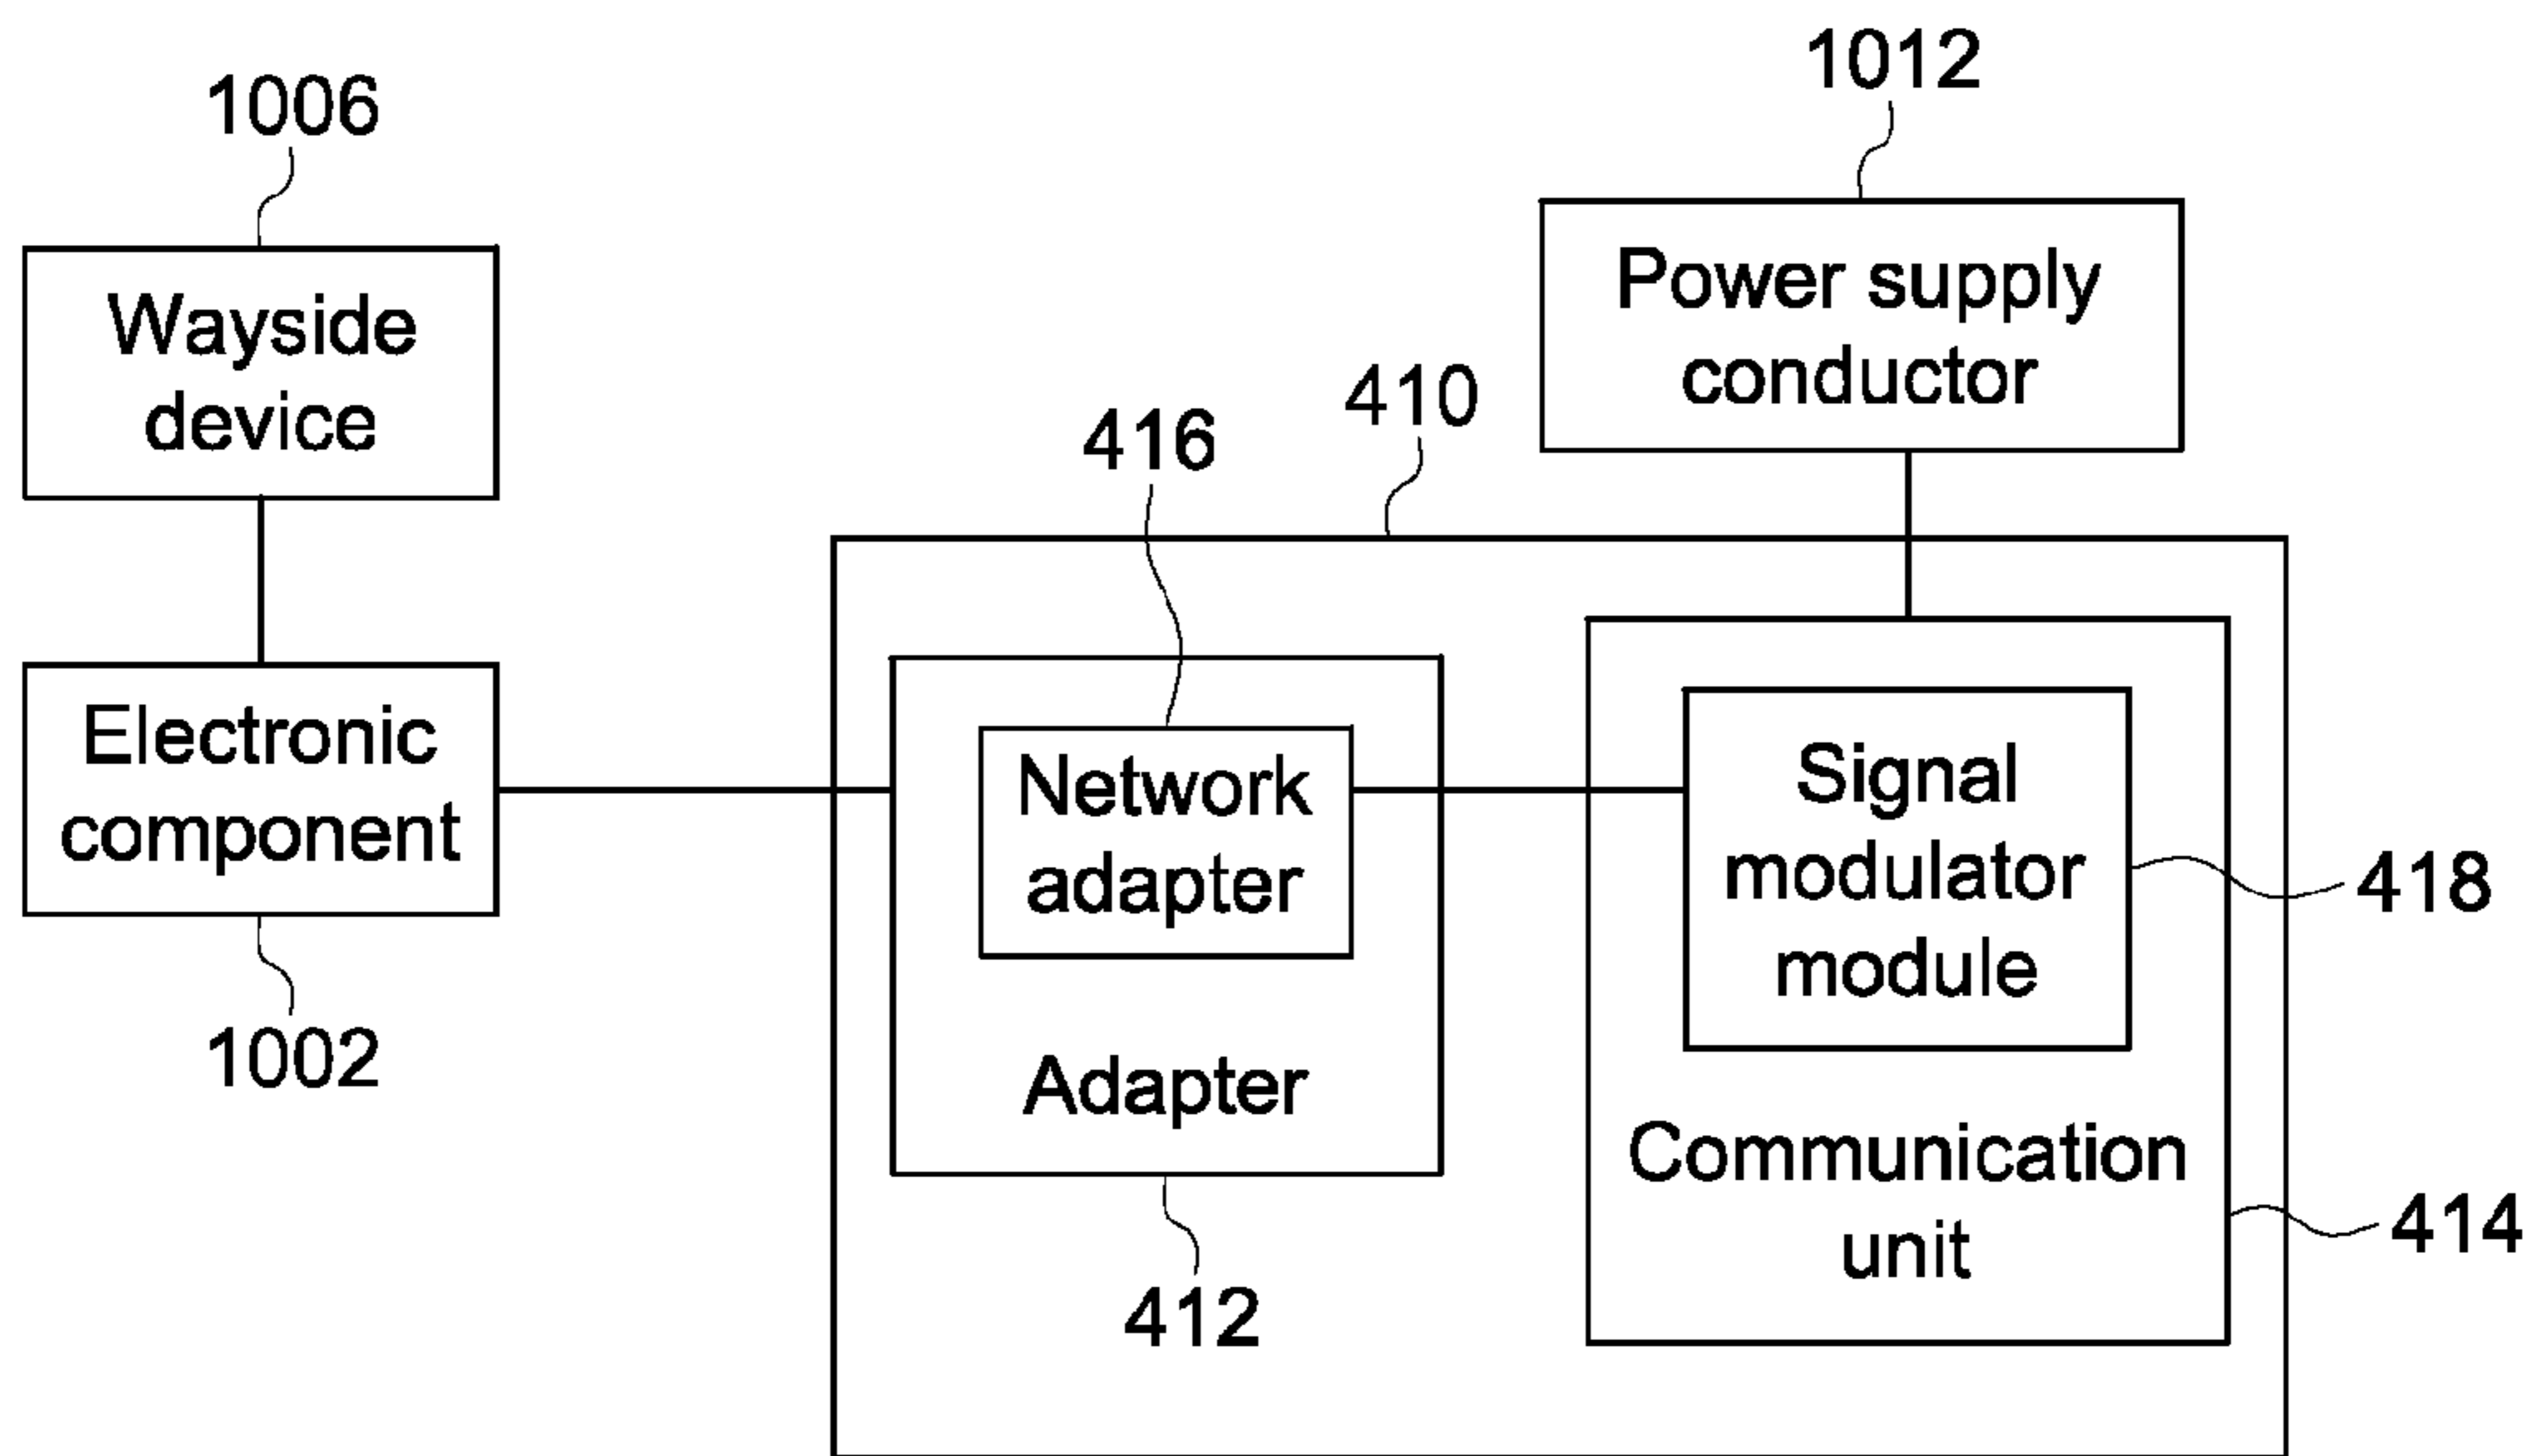 1012
1006
Power supply
conductor
Wayside
device
410
416
Electronic
component
Network
adapter
Signal
modulator
module
418
1002
Adapter
Communication
unit
414
412